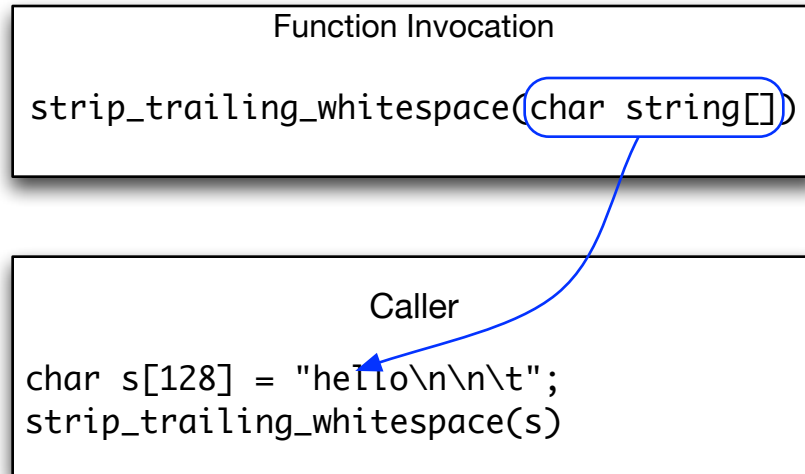 Function Invocation
strip_trailing_whitespace(char string[])
Caller
char s[128] = "hello\n\n\t";
strip_trailing_whitespace(s)